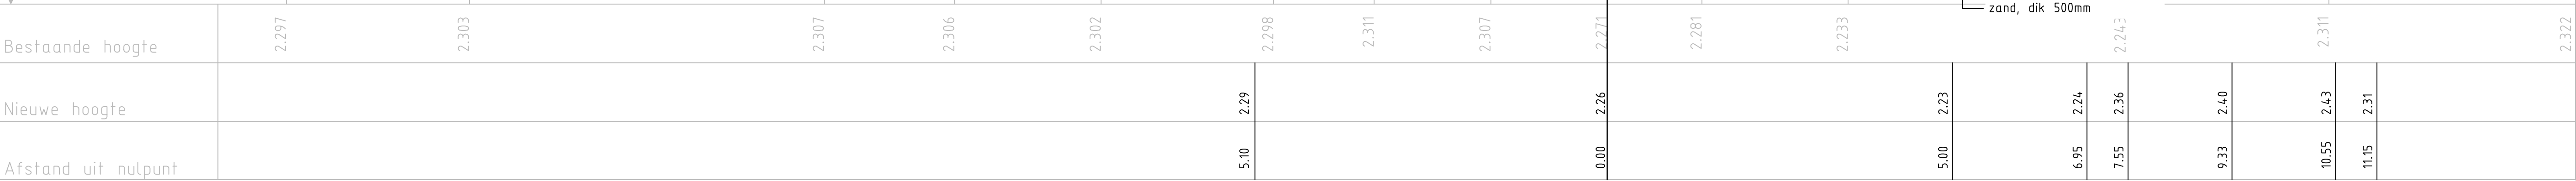 zand, dik 500mm
Bestaande hoogte 2.297 2.303 2.307 2.306 2.302 2.298 2.311 2.307 2.271 2.281 2.233 2.243 2.311 2.322
Nieuwe hoogte 2.29 2.26 2.23 2.24 2.36 2.40 2.43 2.31
Afstand uit nulpunt 5.10 0.00 5.00 6.95 7.55 9.33 10.55 11.15